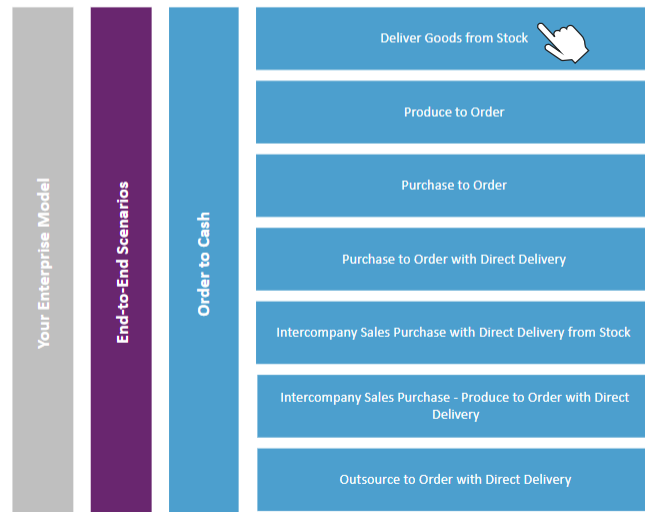 Your Enterprise Model
End-to-End Scenarios
Order to Cash
Deliver Goods from Stock
Produce to Order
Purchase to Order
Purchase to Order with Direct Delivery
Intercompany Sales Purchase with Direct Delivery from Stock
Intercompany Sales Purchase - Produce to Order with Direct
Delivery
Outsource to Order with Direct Delivery